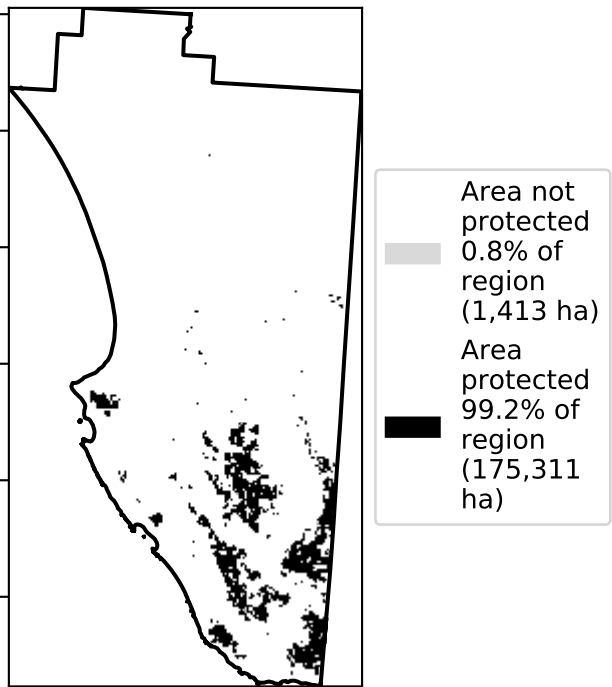 Area not
protected
0.8% of
region
(1,413 ha)
Area
protected
99.2% of
region
(175,311
ha)